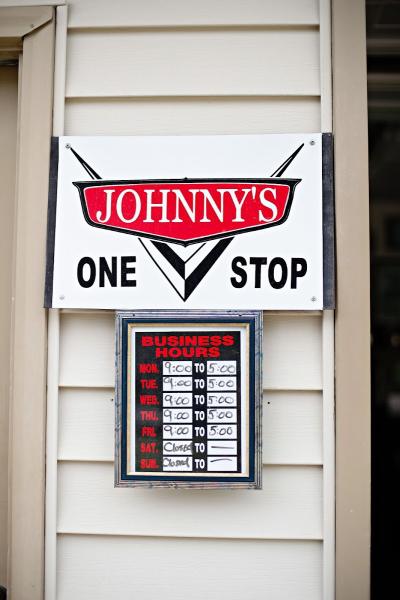 JOHNNY'S
ONE STOP
BUSINESS
HOURS
MON. 9:00 TO 5:00
TUE. 9:00 TO 5:00
WED. 9:00 TO 5:00
THU. 9:00 TO 5:00
FRI. 9:00 TO 5:00
SAT. Closed TO —
SUN. Closed TO —